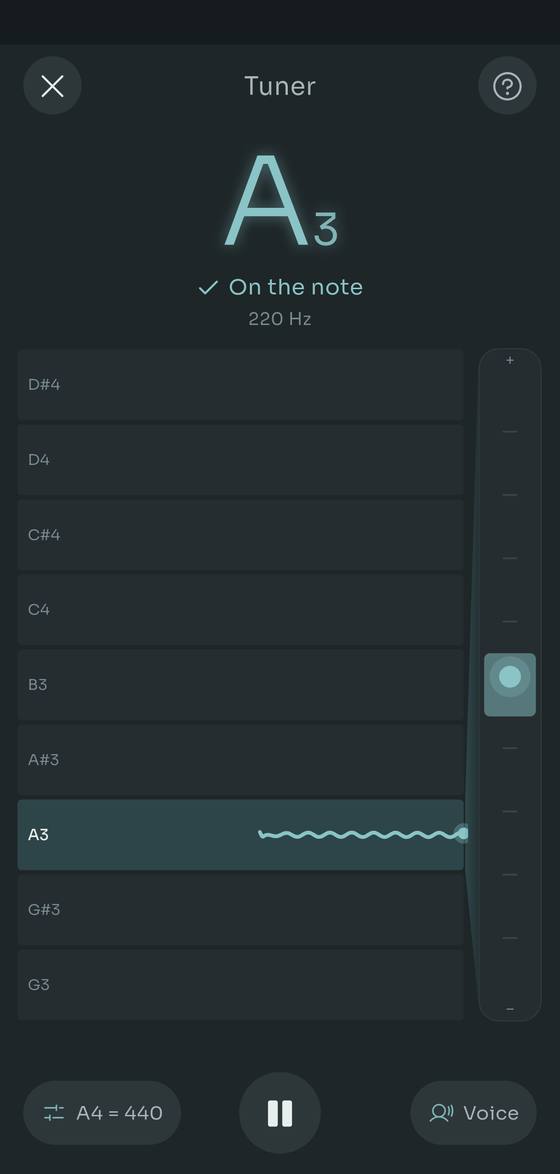 Tuner
A3
On the note
220 Hz
+
D#4
D4
C#4
C4
B3
A#3
A3
G#3
G3
−
A4 = 440
Voice